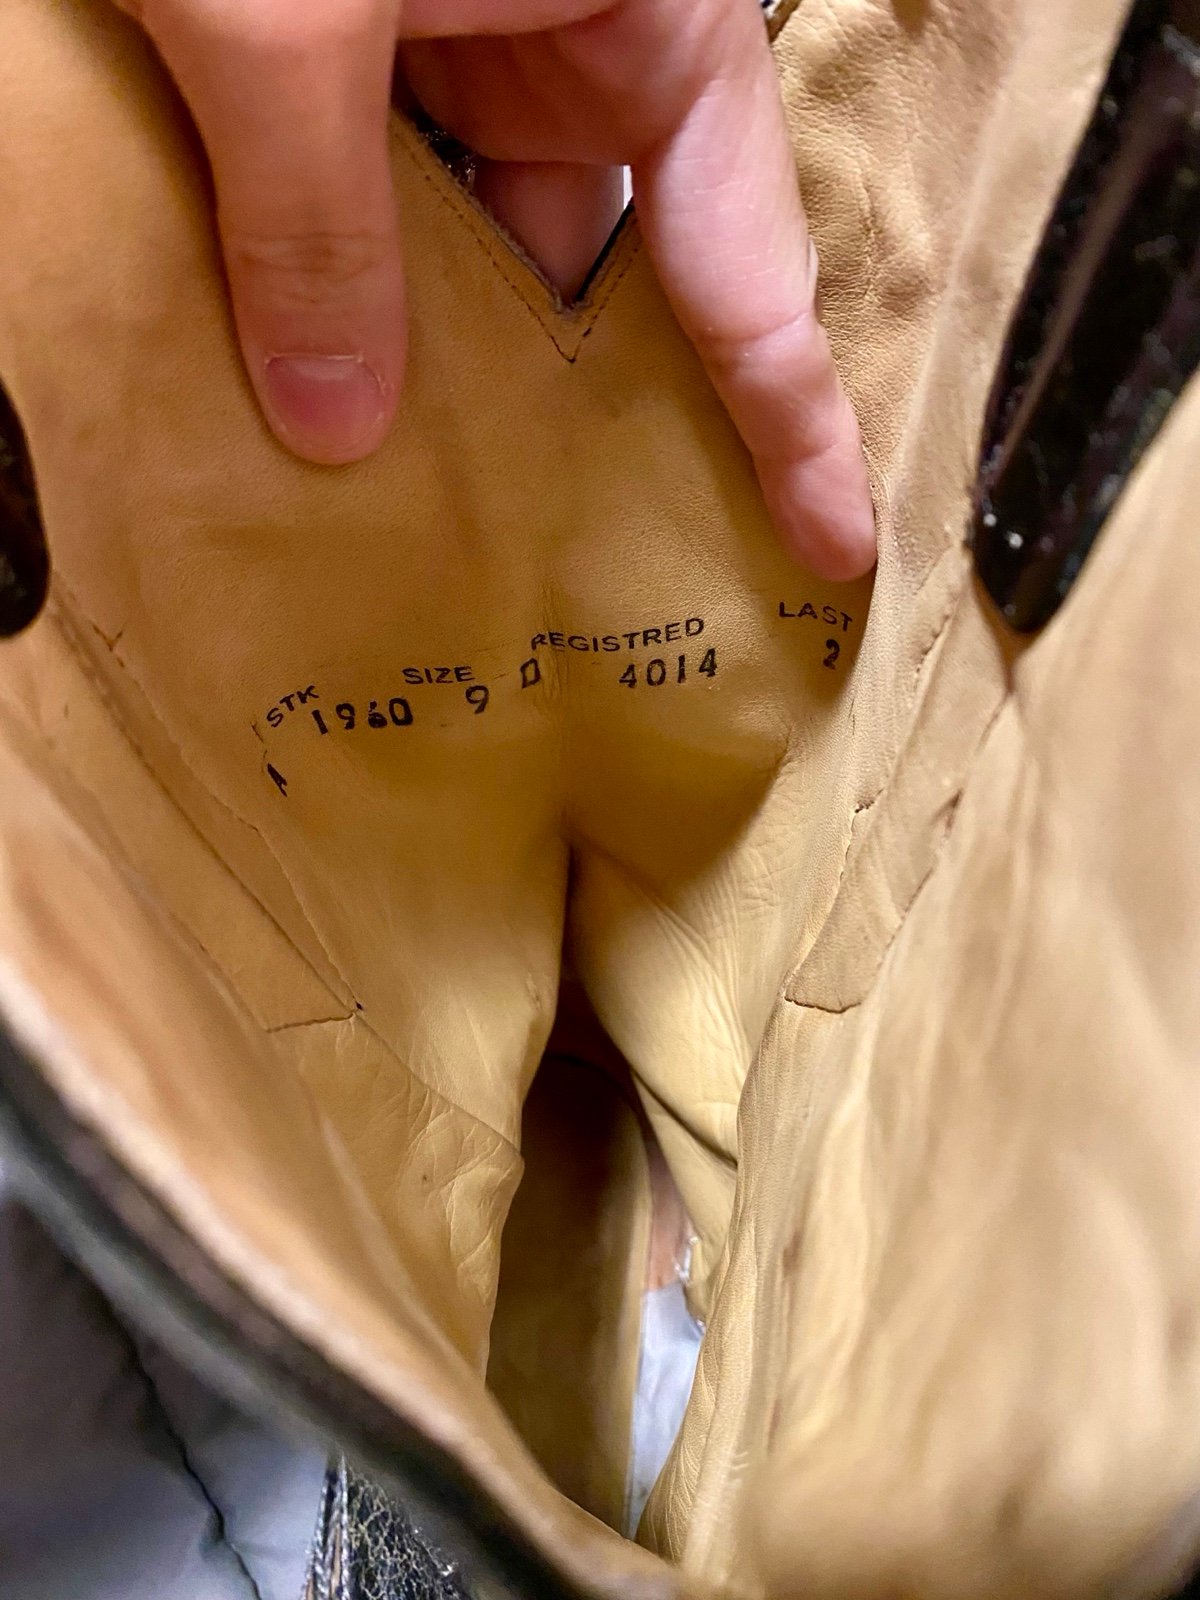 STK SIZE REGISTRED LAST
1960 9 D 4014 2
A